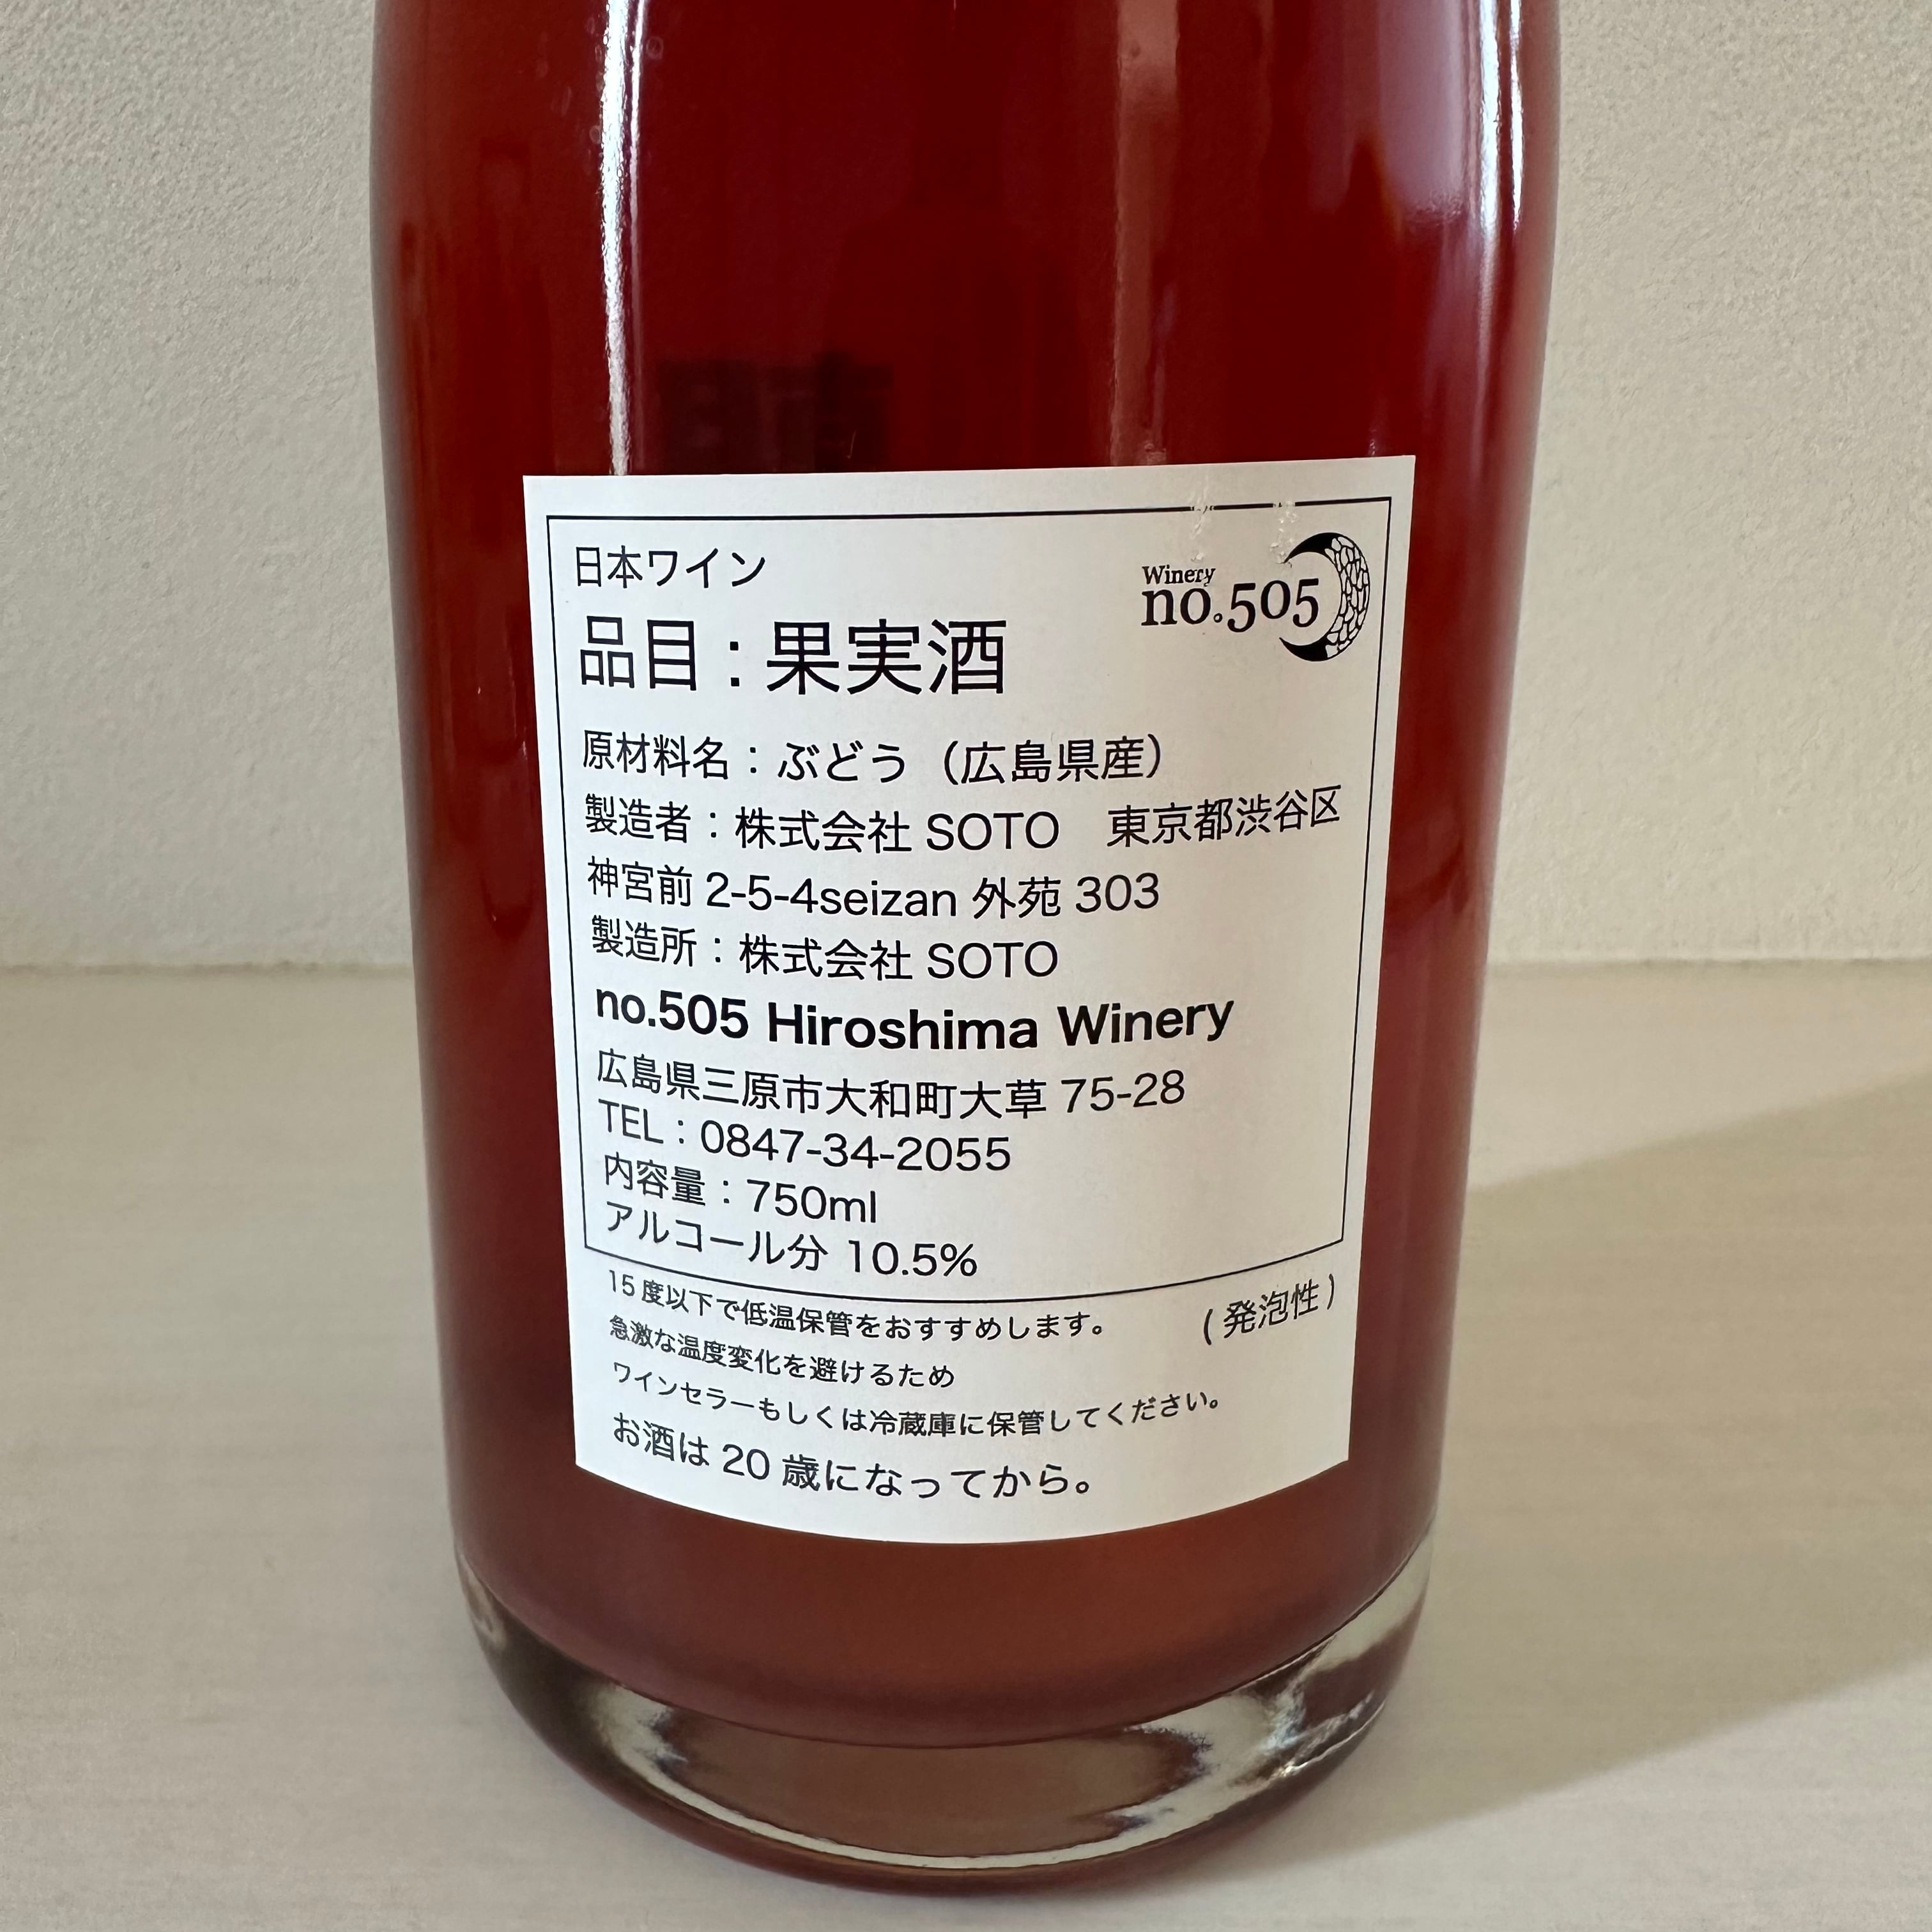 日本ワイン
Winery
no.505
品目：果実酒
原材料名：ぶどう（広島県産）
製造者：株式会社 SOTO　東京都渋谷区
神宮前 2-5-4seizan 外苑 303
製造所：株式会社 SOTO
no.505 Hiroshima Winery
広島県三原市大和町大草 75-28
TEL：0847-34-2055
内容量：750ml
アルコール分 10.5%
15 度以下で低温保管をおすすめします。
(発泡性)
急激な温度変化を避けるため
ワインセラーもしくは冷蔵庫に保管してください。
お酒は 20 歳になってから。